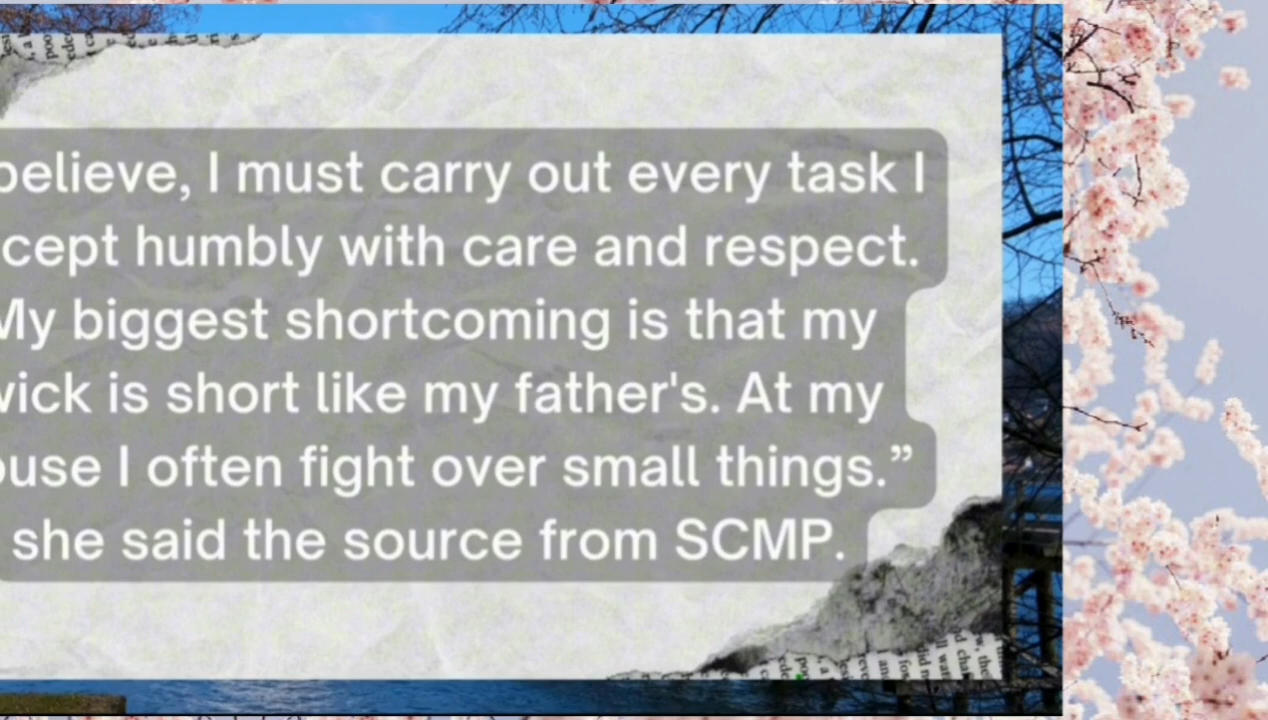 believe, I must carry out every task I
cept humbly with care and respect.
My biggest shortcoming is that my
wick is short like my father's. At my
ouse I often fight over small things.”
she said the source from SCMP.